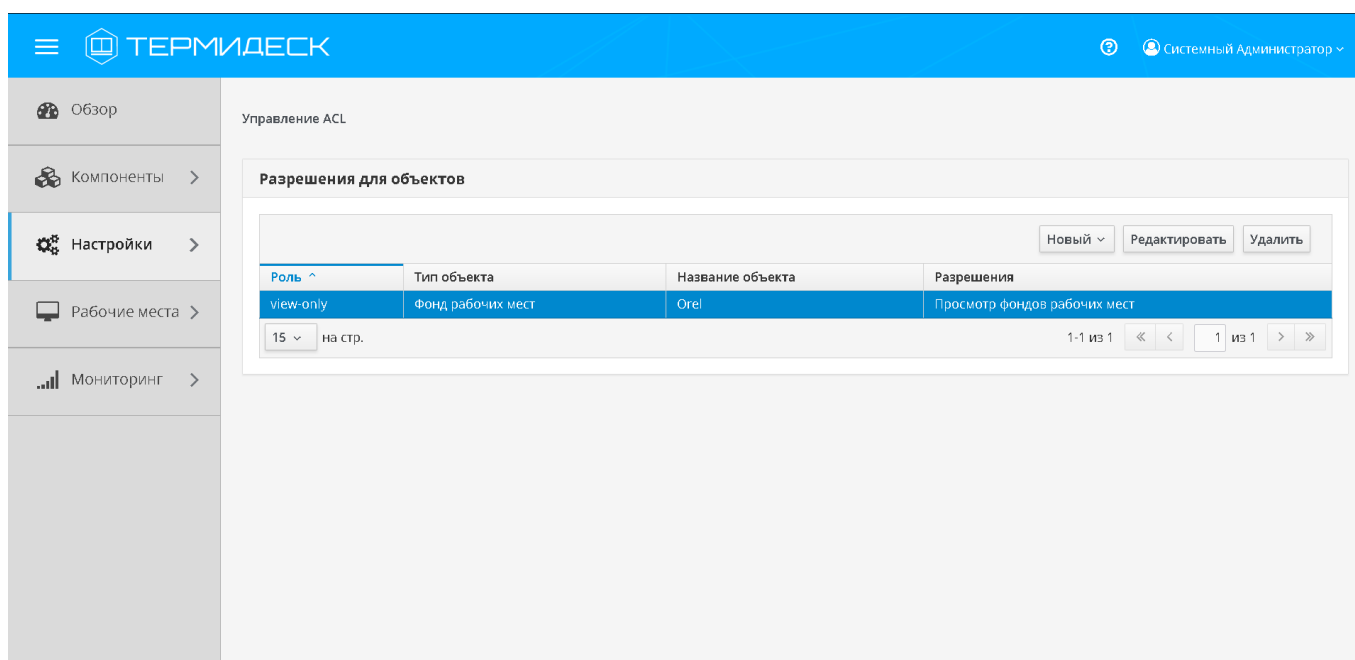 ТЕРМИДЕСК
Системный Администратор
Обзор
Компоненты
Настройки
Рабочие места
Мониторинг
Управление ACL
Разрешения для объектов
Новый Редактировать Удалить
Роль Тип объекта Название объекта Разрешения
view-only Фонд рабочих мест Orel Просмотр фондов рабочих мест
15 на стр. 1-1 из 1 1 из 1